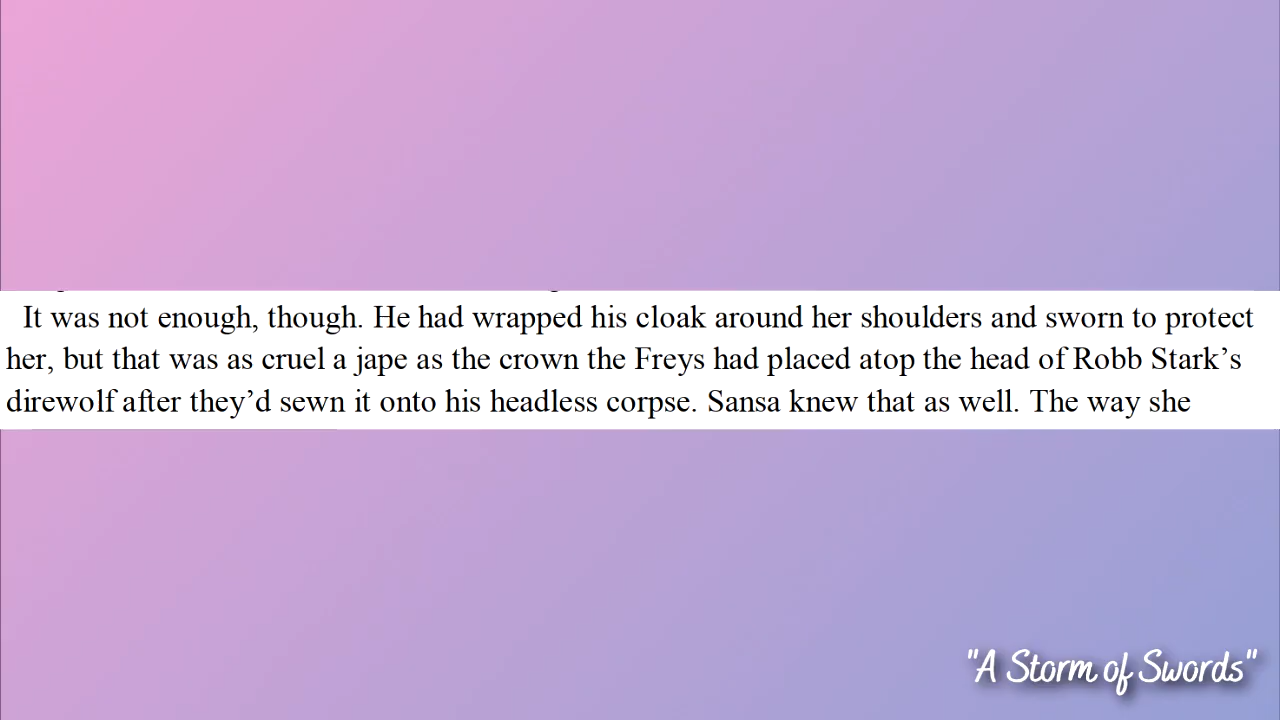 It was not enough, though. He had wrapped his cloak around her shoulders and sworn to protect
her, but that was as cruel a jape as the crown the Freys had placed atop the head of Robb Stark’s
direwolf after they’d sewn it onto his headless corpse. Sansa knew that as well. The way she
"A Storm of Swords"